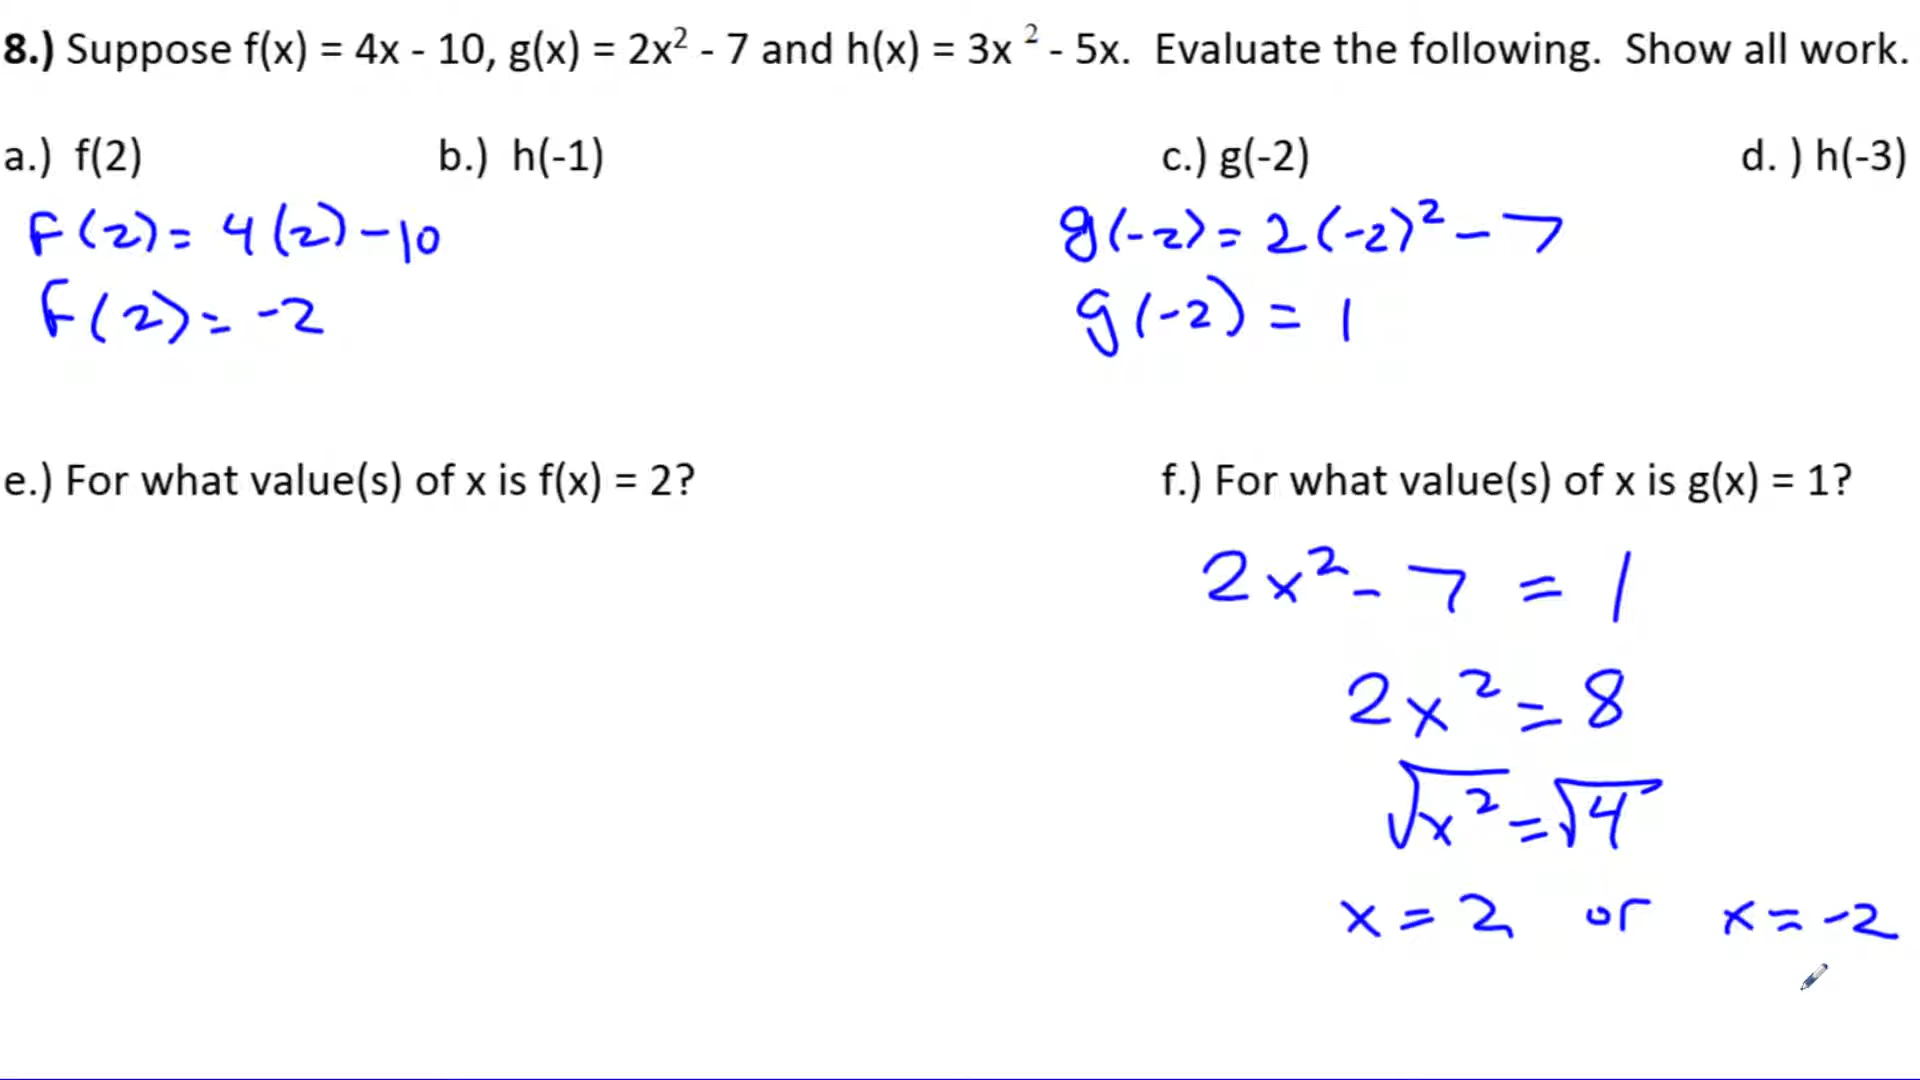 8.) Suppose f(x) = 4x - 10, g(x) = 2x² - 7 and h(x) = 3x ² - 5x. Evaluate the following. Show all work.
a.) f(2) b.) h(-1) c.) g(-2) d. ) h(-3)
F(2) = 4(2) - 10
F(2) = -2
g(-2) = 2(-2)² - 7
g(-2) = 1
e.) For what value(s) of x is f(x) = 2?
f.) For what value(s) of x is g(x) = 1?
2x² - 7 = 1
2x² = 8
√x² = √4
x = 2 or x = -2